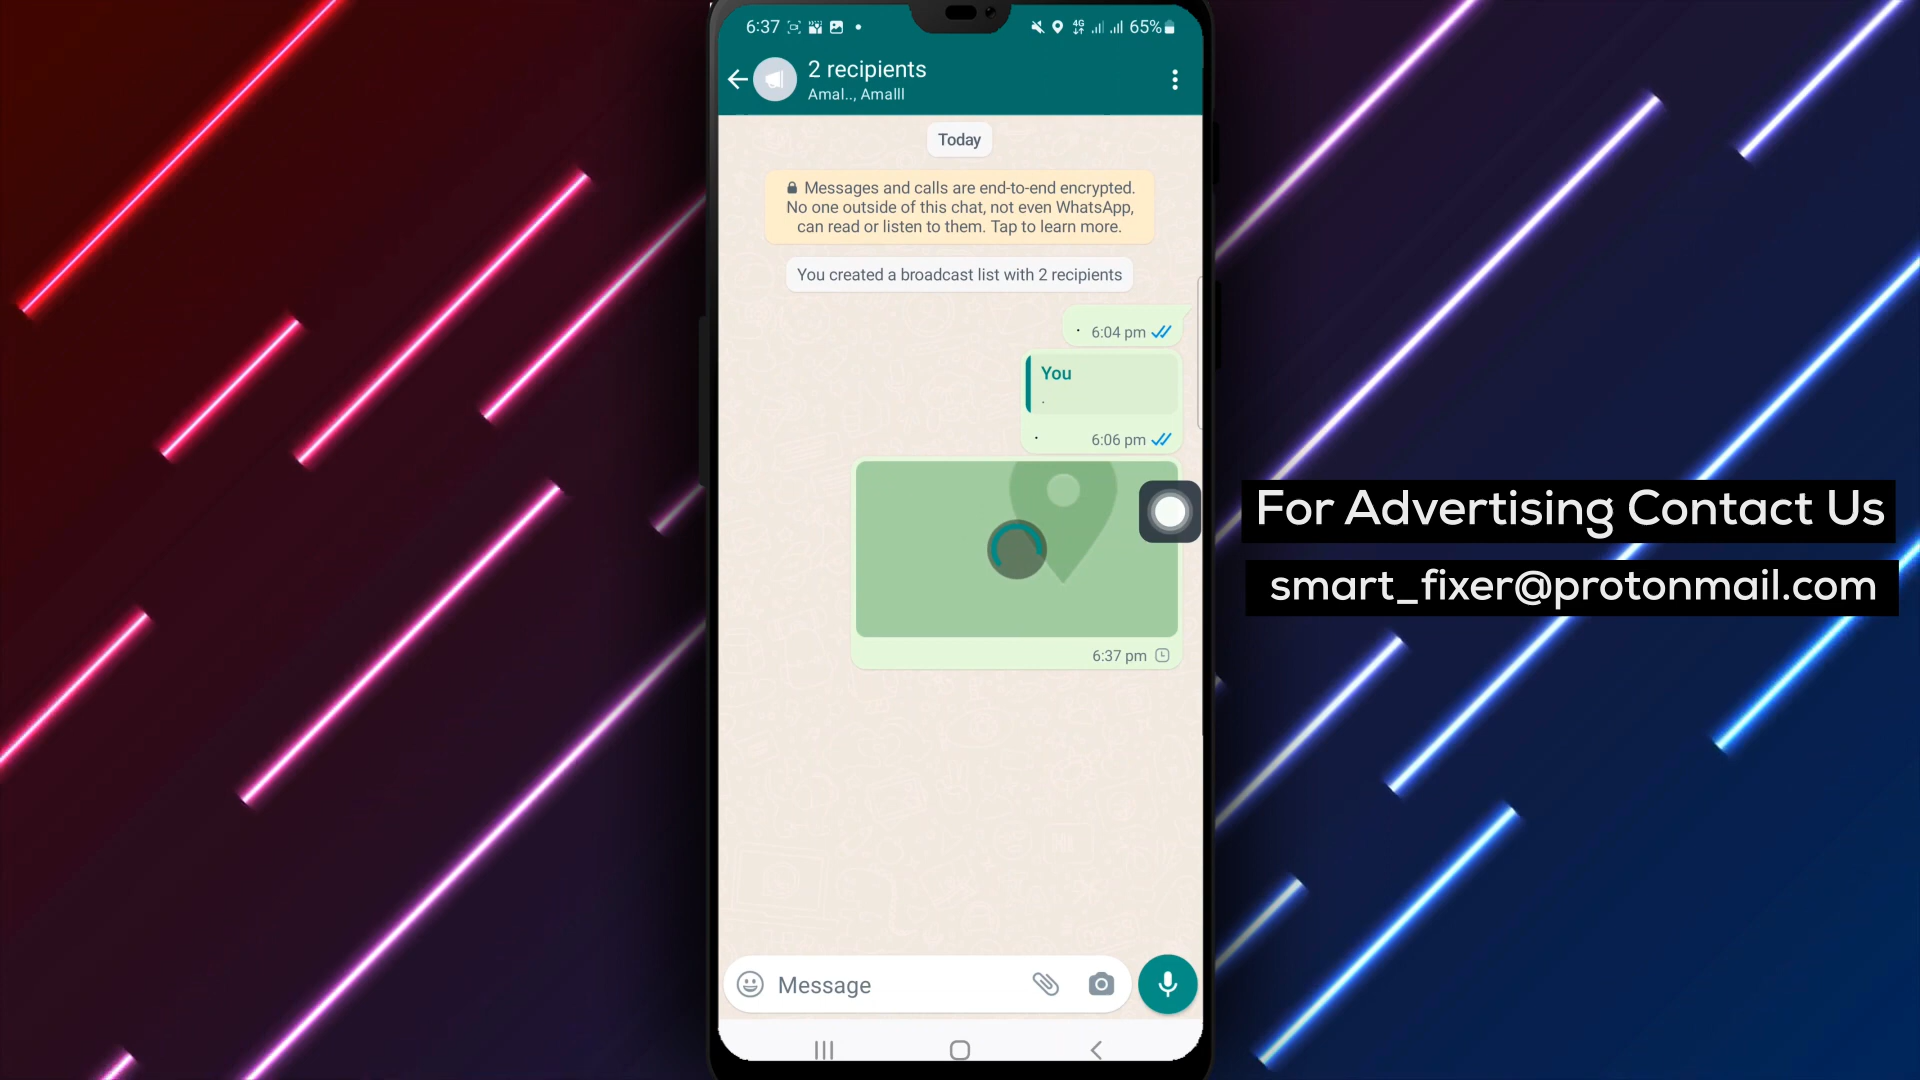 6:37
4G
65%
2 recipients
Amal.., Amalll
Today
Messages and calls are end-to-end encrypted.
No one outside of this chat, not even WhatsApp,
can read or listen to them. Tap to learn more.
You created a broadcast list with 2 recipients
. 6:04 pm
You
.
. 6:06 pm
6:37 pm
Message
For Advertising Contact Us
smart_fixer@protonmail.com